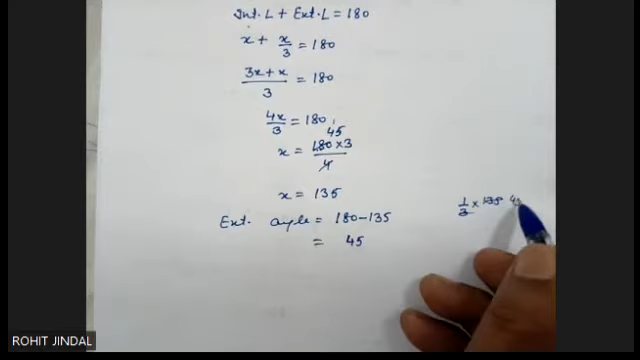 Int. L + Ext. L = 180
x + x/3 = 180
3x+x/3 = 180
4x/3 = 180
45
x = 180×3/4
x = 135
Ext. angle = 180-135
= 45
1/3 × 135
ROHIT JINDAL